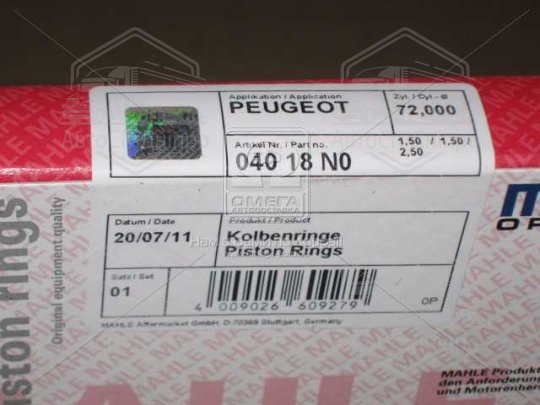 Applikation / Application
PEUGEOT
Zyl. / Cyl.- ø
72,000
Artikel Nr. / Part no.
040 18 N0
1,50 / 1,50 /
2,50
Datum / Date
20/07/11
Produkt / Product
Kolbenringe
Piston Rings
Satz / Set
01
4 009026 609279
0P
MAHLE Aftermarket GmbH, D-70369 Stuttgart, Germany
piston rings
Original equipment quality
MAHLE Produkt
den Anforderung
und Motorenher
ОМЕГА